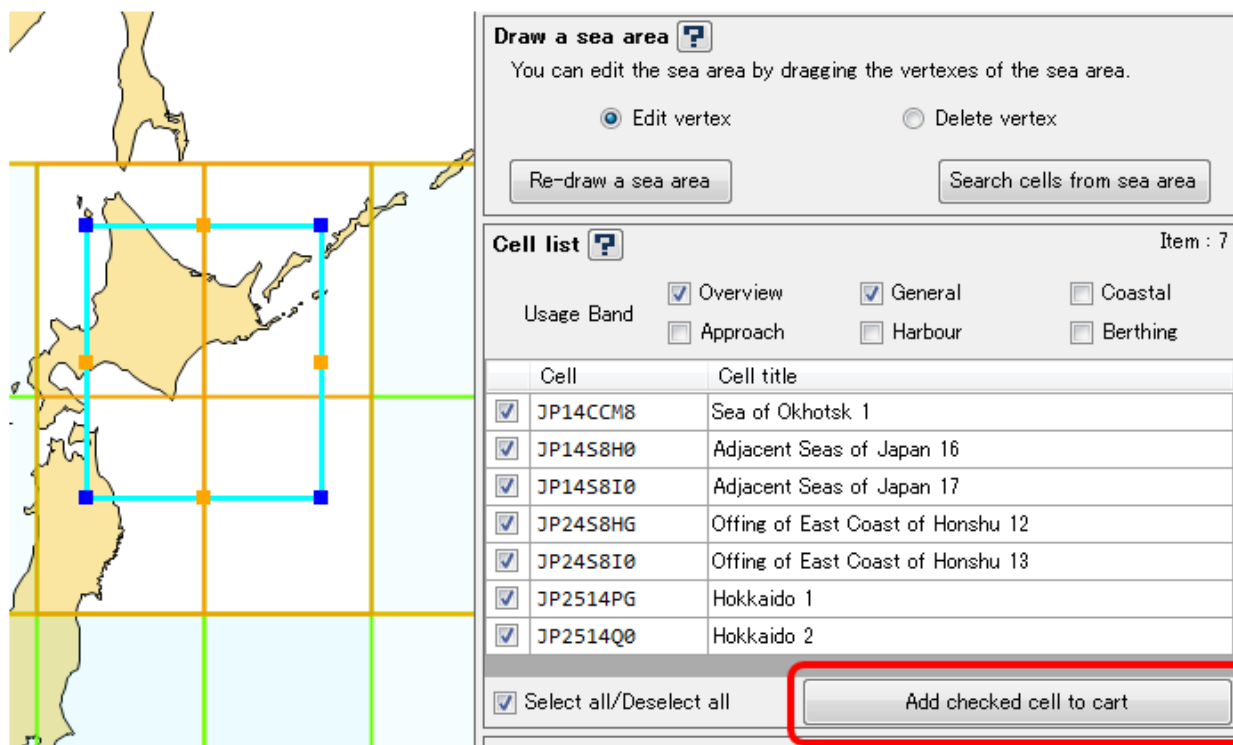 Draw a sea area ?
You can edit the sea area by dragging the vertexes of the sea area.
Edit vertex Delete vertex
Re-draw a sea area Search cells from sea area
Cell list ? Item : 7
Usage Band
Overview General Coastal
Approach Harbour Berthing
Cell Cell title
JP14CCM8 Sea of Okhotsk 1
JP14S8H0 Adjacent Seas of Japan 16
JP14S8I0 Adjacent Seas of Japan 17
JP24S8HG Offing of East Coast of Honshu 12
JP24S8I0 Offing of East Coast of Honshu 13
JP2514PG Hokkaido 1
JP2514Q0 Hokkaido 2
Select all/Deselect all Add checked cell to cart